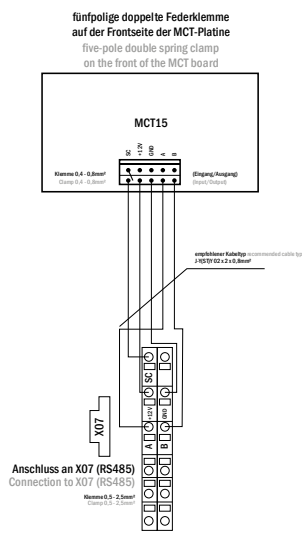 fünfpolige doppelte Federklemme
auf der Frontseite der MCT-Platine
five-pole double spring clamp
on the front of the MCT board
MCT15
SC
+12V
GND
A
B
Klemme 0,4 - 0,8mm²
Clamp 0,4 - 0,8mm²
(Eingang/Ausgang)
(Input/Output)
empfohlener Kabeltyp recommended cable typ
J-Y(ST)Y 02 x 2 x 0,8mm²
SC
+12V
GND
A
B
X07
Anschluss an X07 (RS485)
Connection to X07 (RS485)
Klemme 0,5 - 2,5mm²
Clamp 0,5 - 2,5mm²